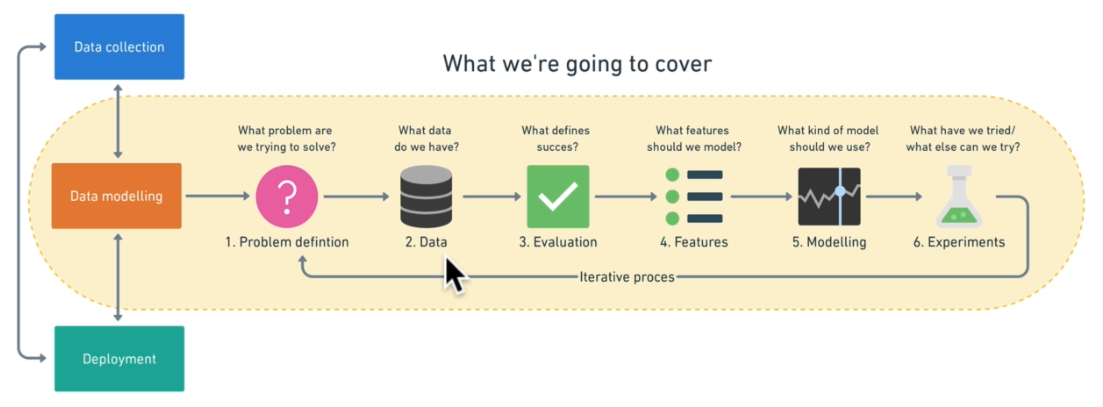 Data collection
What we're going to cover
What problem are
we trying to solve?
What data
do we have?
What defines
succes?
What features
should we model?
What kind of model
should we use?
What have we tried/
what else can we try?
Data modelling
?
1. Problem defintion
2. Data
3. Evaluation
4. Features
5. Modelling
6. Experiments
Iterative proces
Deployment